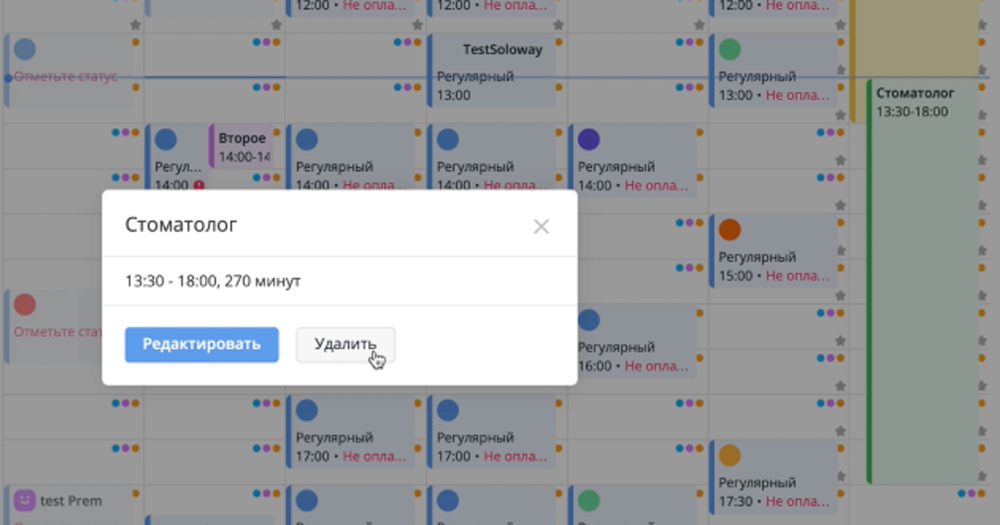 12:00 • Не опла...
12:00 • Не опла...
12:00 • Не опла...
Отметьте статус
TestSoloway
Регулярный
13:00
Регулярный
13:00 • Не опла...
Стоматолог
13:30-18:00
Регул...
14:00
Второе
14:00-14
Регулярный
14:00 • Не опла...
Регулярный
14:00 • Не опла...
Регулярный
14:00 • Не опла...
Стоматолог
13:30 - 18:00, 270 минут
Редактировать
Удалить
Регулярный
15:00 • Не опла...
Отметьте стат
Регулярный
16:00 • Не опла...
Регулярный
17:00 • Не опла...
Регулярный
17:00 • Не опла...
Регулярный
17:30 • Не опла...
test Prem